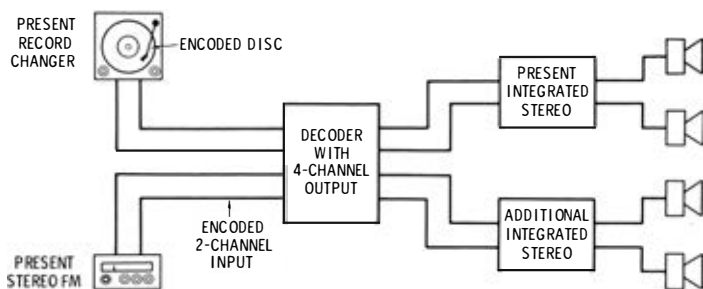 PRESENT
RECORD
CHANGER
ENCODED DISC
DECODER
WITH
4-CHANNEL
OUTPUT
PRESENT
INTEGRATED
STEREO
ENCODED
2-CHANNEL
INPUT
ADDITIONAL
INTEGRATED
STEREO
PRESENT
STEREO FM